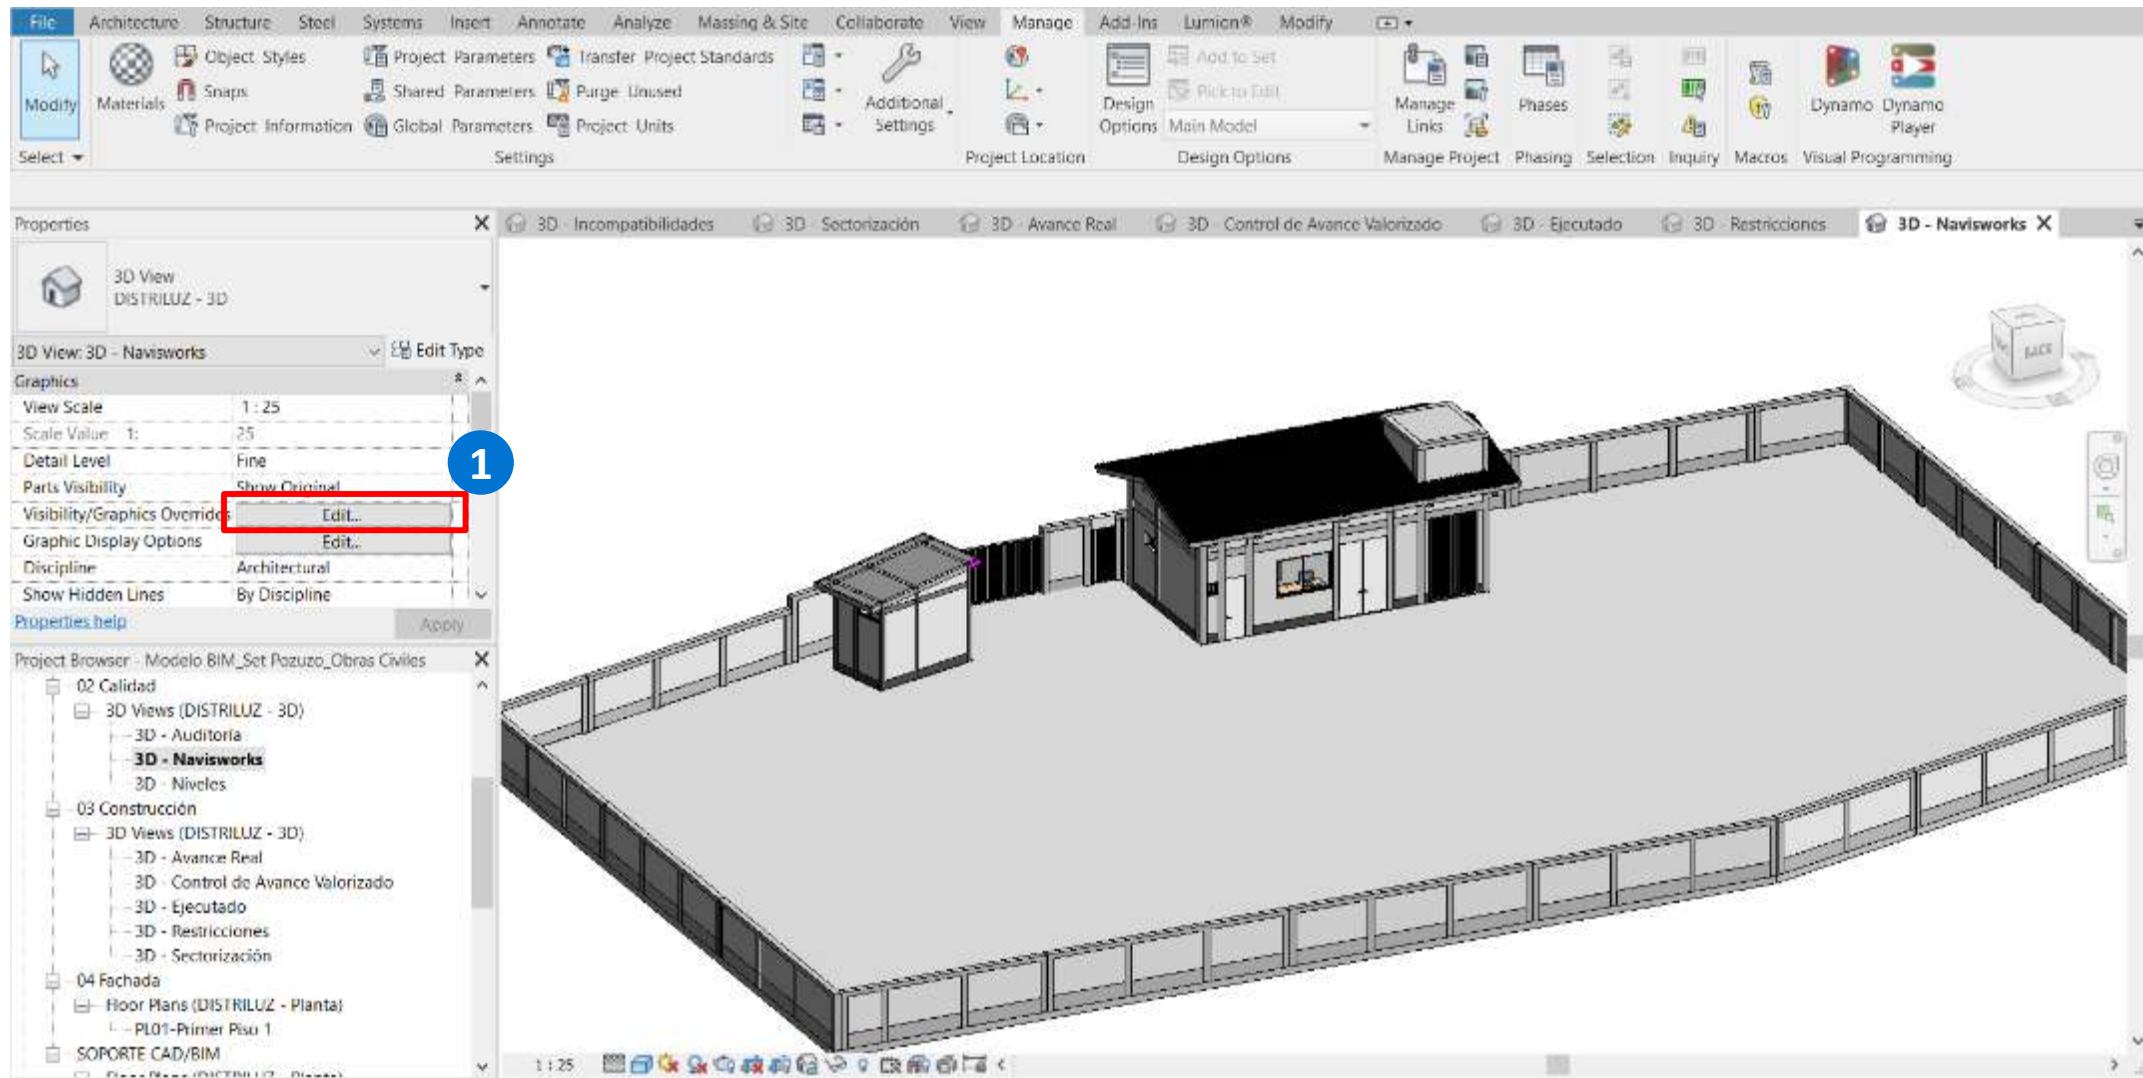 File Architecture Structure Steel Systems Insert Annotate Analyze Massing & Site Collaborate View Manage Add-Ins Lumion® Modify
Object Styles Project Parameters Transfer Project Standards Add to Set
Snaps Shared Parameters Purge Unused Pick to Edit
Modify Materials Additional Settings Design Options Manage Links Phases Dynamo Dynamo Player
Project Information Global Parameters Project Units Main Model
Select Settings Project Location Design Options Manage Project Phasing Selection Inquiry Macros Visual Programming
Properties
3D - Incompatibilidades 3D - Sectorización 3D - Avance Real 3D - Control de Avance Valorizado 3D - Ejecutado 3D - Restricciones 3D - Navisworks
3D View
DISTRILUZ - 3D
3D View: 3D - Navisworks Edit Type
Graphics
View Scale 1 : 25
Scale Value 1: 25
Detail Level Fine
Parts Visibility Show Original
Visibility/Graphics Overrides Edit...
Graphic Display Options Edit...
Discipline Architectural
Show Hidden Lines By Discipline
Properties help Apply
1
BACK
Project Browser - Modelo BIM_Set Pozuzo_Obras Civiles
02 Calidad
3D Views (DISTRILUZ - 3D)
3D - Auditoría
3D - Navisworks
3D - Niveles
03 Construcción
3D Views (DISTRILUZ - 3D)
3D - Avance Real
3D - Control de Avance Valorizado
3D - Ejecutado
3D - Restricciones
3D - Sectorización
04 Fachada
Floor Plans (DISTRILUZ - Planta)
PL01-Primer Piso 1
SOPORTE CAD/BIM
Floor Plans (DISTRILUZ - Planta)
1 : 25